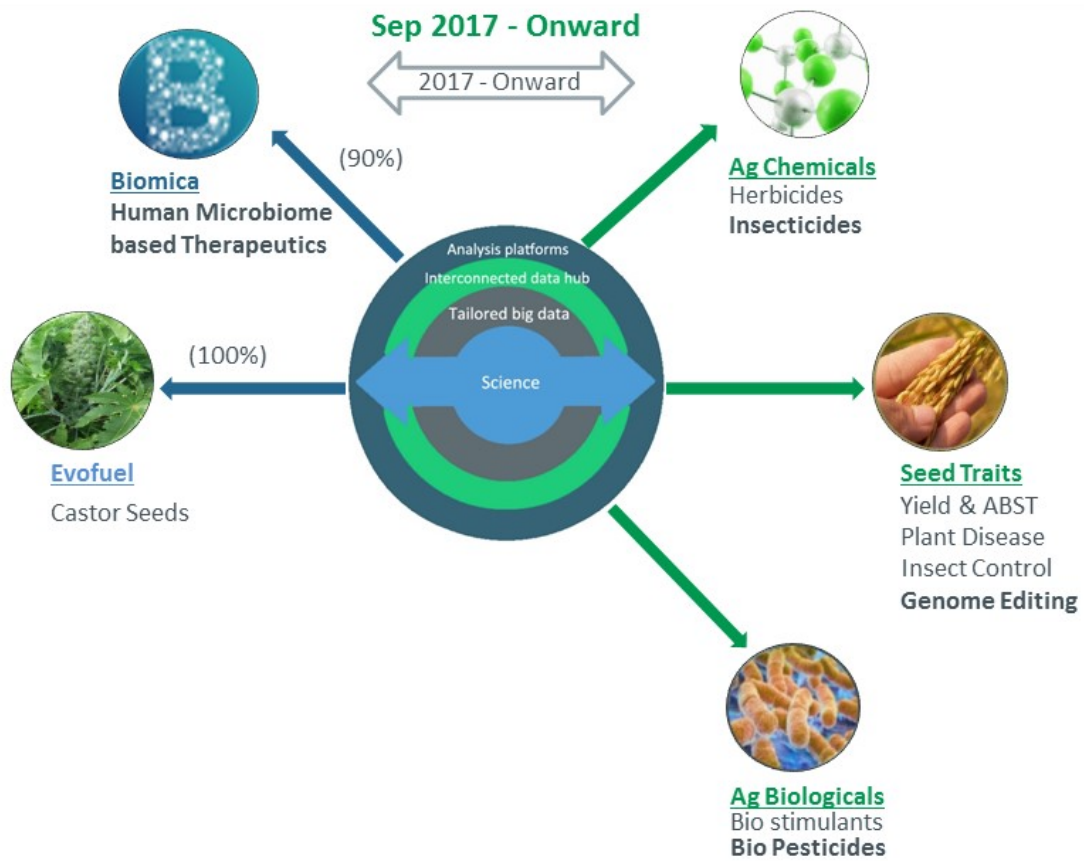 Sep 2017 - Onward
2017 - Onward
B
(90%)
Biomica
Human Microbiome
based Therapeutics
Ag Chemicals
Herbicides
Insecticides
Analysis platforms
Interconnected data hub
Tailored big data
Science
(100%)
Evofuel
Castor Seeds
Seed Traits
Yield & ABST
Plant Disease
Insect Control
Genome Editing
Ag Biologicals
Bio stimulants
Bio Pesticides